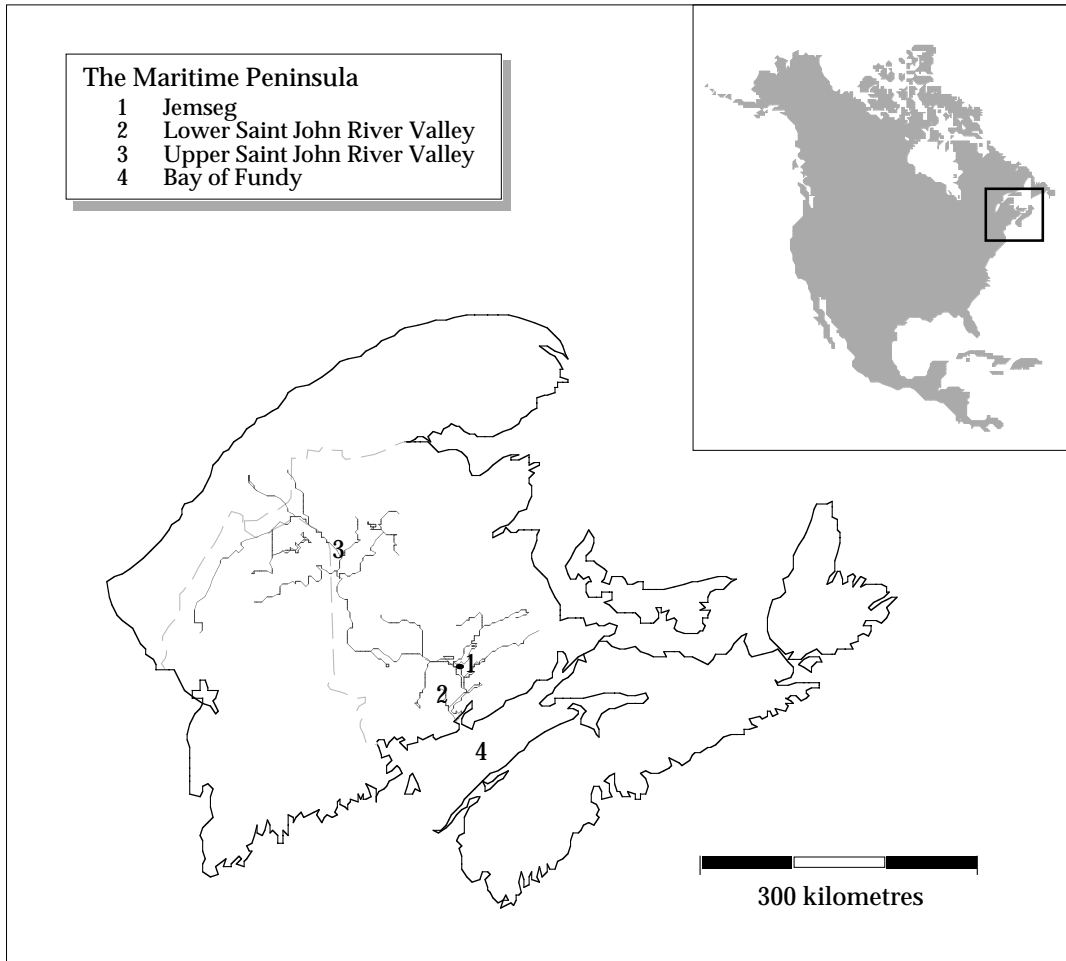 The Maritime Peninsula
1 Jemseg
2 Lower Saint John River Valley
3 Upper Saint John River Valley
4 Bay of Fundy
3
1
2
4
300 kilometres